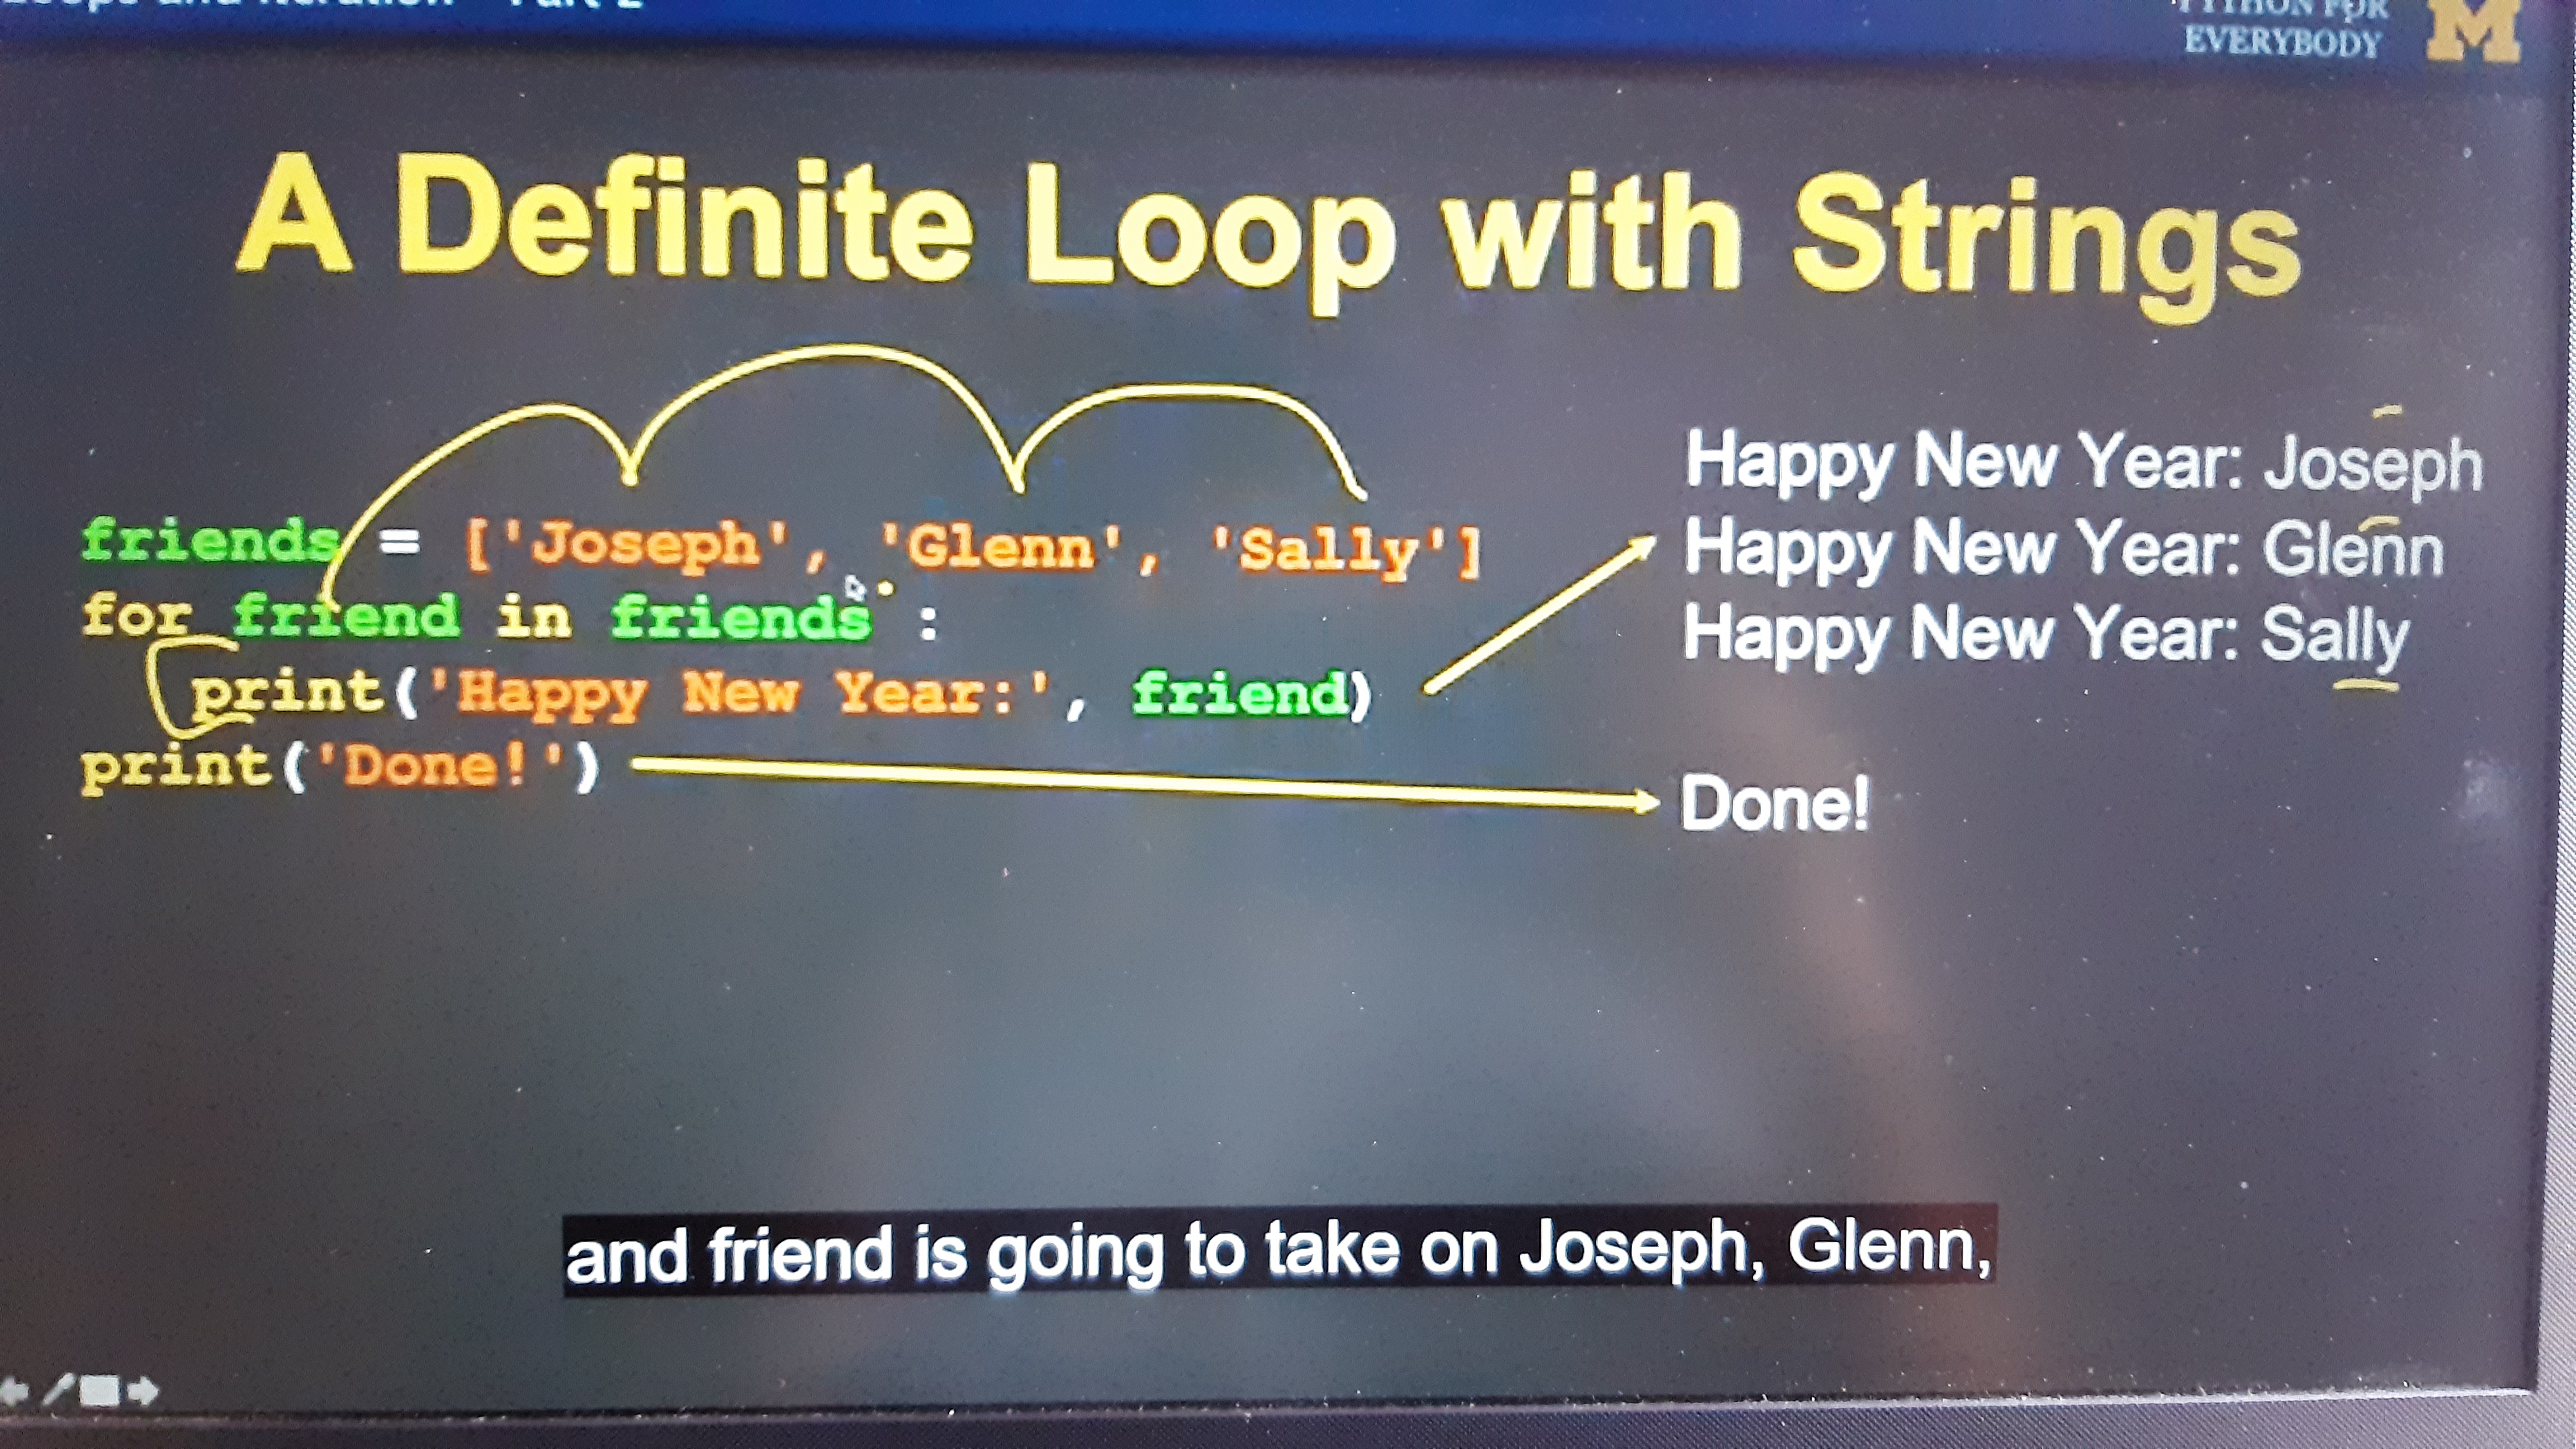 Loops and Iteration - Part 2
PYTHON FOR
EVERYBODY
M
A Definite Loop with Strings
friends = ['Joseph', 'Glenn', 'Sally']
for friend in friends :
print('Happy New Year:', friend)
print('Done!')
Happy New Year: Joseph
Happy New Year: Glenn
Happy New Year: Sally
Done!
and friend is going to take on Joseph, Glenn,